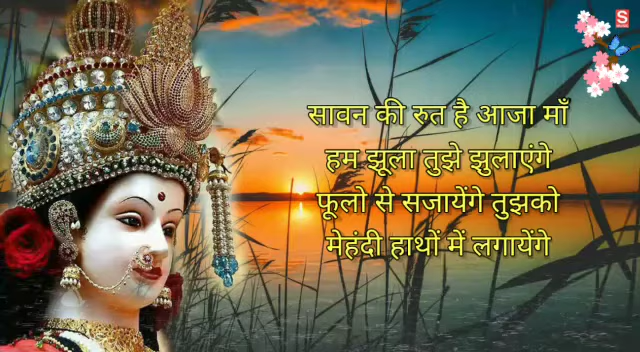 S
सावन की रुत है आजा माँ
हम झूला तुझे झुलाएंगे
फूलो से सजायेंगे तुझको
मेहंदी हाथों में लगायेंगे